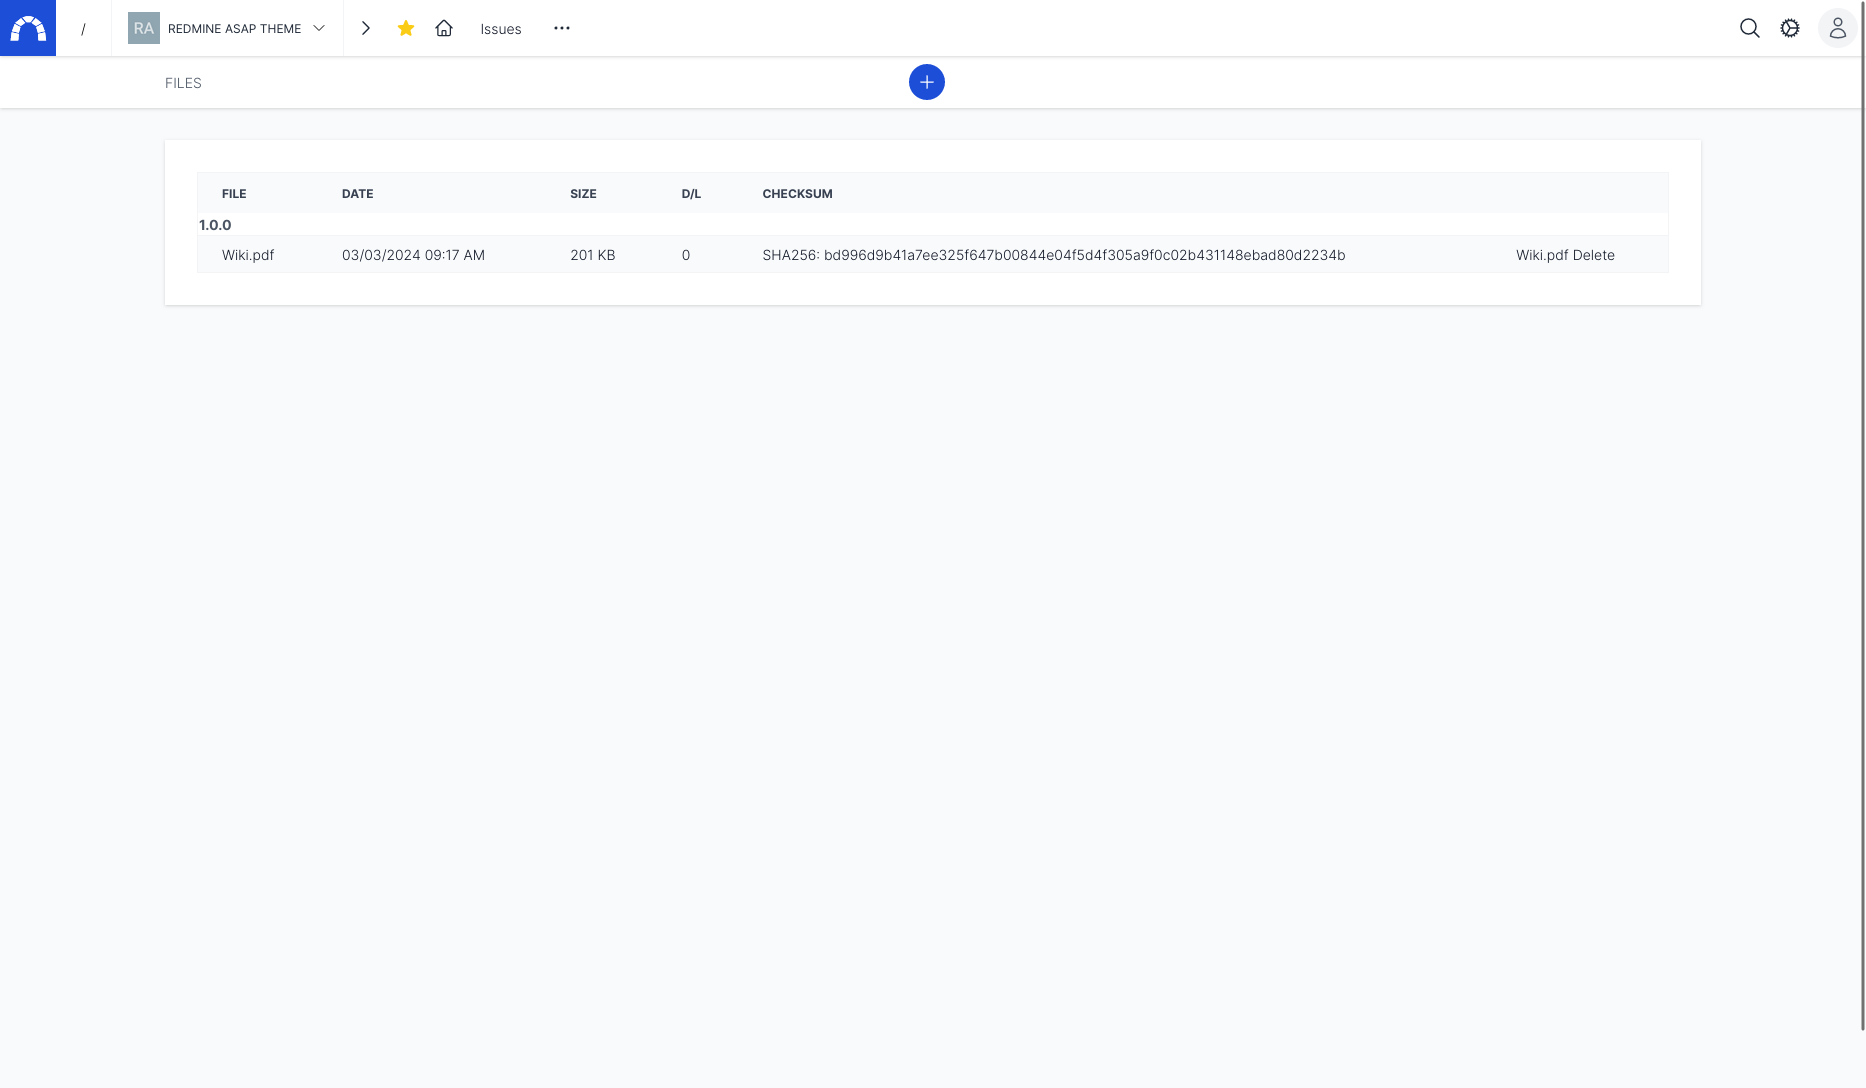 / RA REDMINE ASAP THEME Issues ...
FILES +
FILE DATE SIZE D/L CHECKSUM
1.0.0
Wiki.pdf 03/03/2024 09:17 AM 201 KB 0 SHA256: bd996d9b41a7ee325f647b00844e04f5d4f305a9f0c02b431148ebad80d2234b Wiki.pdf Delete